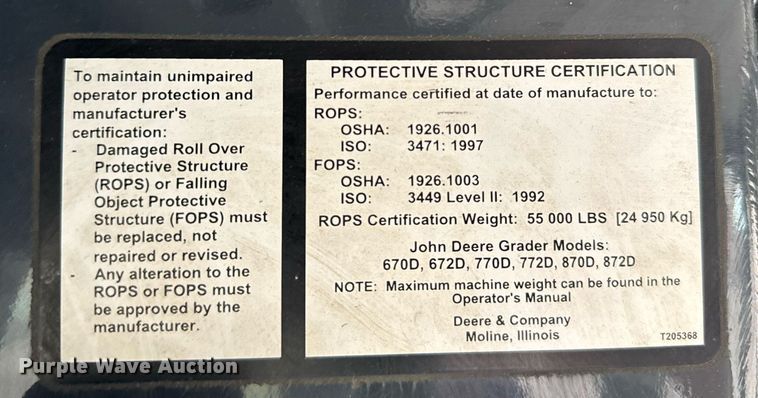 To maintain unimpaired
operator protection and
manufacturer's
certification:
- Damaged Roll Over
Protective Structure
(ROPS) or Falling
Object Protective
Structure (FOPS) must
be replaced, not
repaired or revised.
- Any alteration to the
ROPS or FOPS must
be approved by the
manufacturer.
PROTECTIVE STRUCTURE CERTIFICATION
Performance certified at date of manufacture to:
ROPS:
OSHA: 1926.1001
ISO: 3471: 1997
FOPS:
OSHA: 1926.1003
ISO: 3449 Level II: 1992
ROPS Certification Weight: 55 000 LBS [24 950 Kg]
John Deere Grader Models:
670D, 672D, 770D, 772D, 870D, 872D
NOTE: Maximum machine weight can be found in the
Operator's Manual
Deere & Company
Moline, Illinois
T205368
Purple Wave Auction